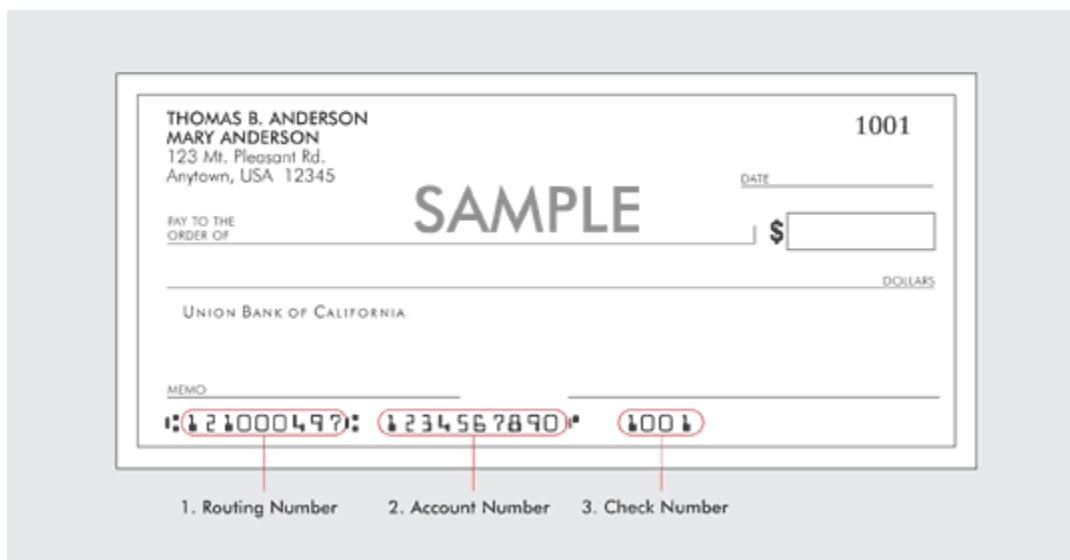 THOMAS B. ANDERSON
MARY ANDERSON
123 Mt. Pleasant Rd.
Anytown, USA 12345
1001
DATE
SAMPLE
PAY TO THE
ORDER OF
$
DOLLARS
UNION BANK OF CALIFORNIA
MEMO
⑆121000497⑆ 1234567890⑈ 1001
1. Routing Number 2. Account Number 3. Check Number